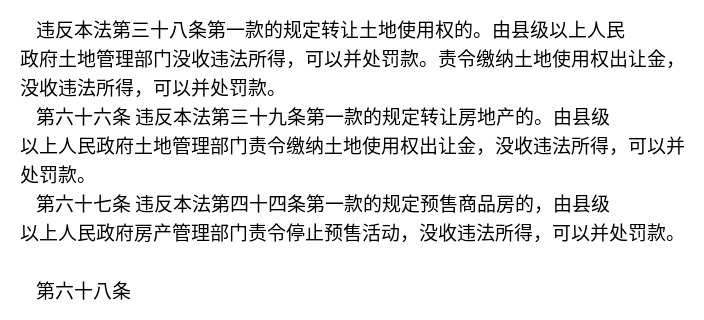 违反本法第三十八条第一款的规定转让土地使用权的。由县级以上人民
政府土地管理部门没收违法所得，可以并处罚款。责令缴纳土地使用权出让金，
没收违法所得，可以并处罚款。
第六十六条 违反本法第三十九条第一款的规定转让房地产的。由县级
以上人民政府土地管理部门责令缴纳土地使用权出让金，没收违法所得，可以并
处罚款。
第六十七条 违反本法第四十四条第一款的规定预售商品房的，由县级
以上人民政府房产管理部门责令停止预售活动，没收违法所得，可以并处罚款。
第六十八条